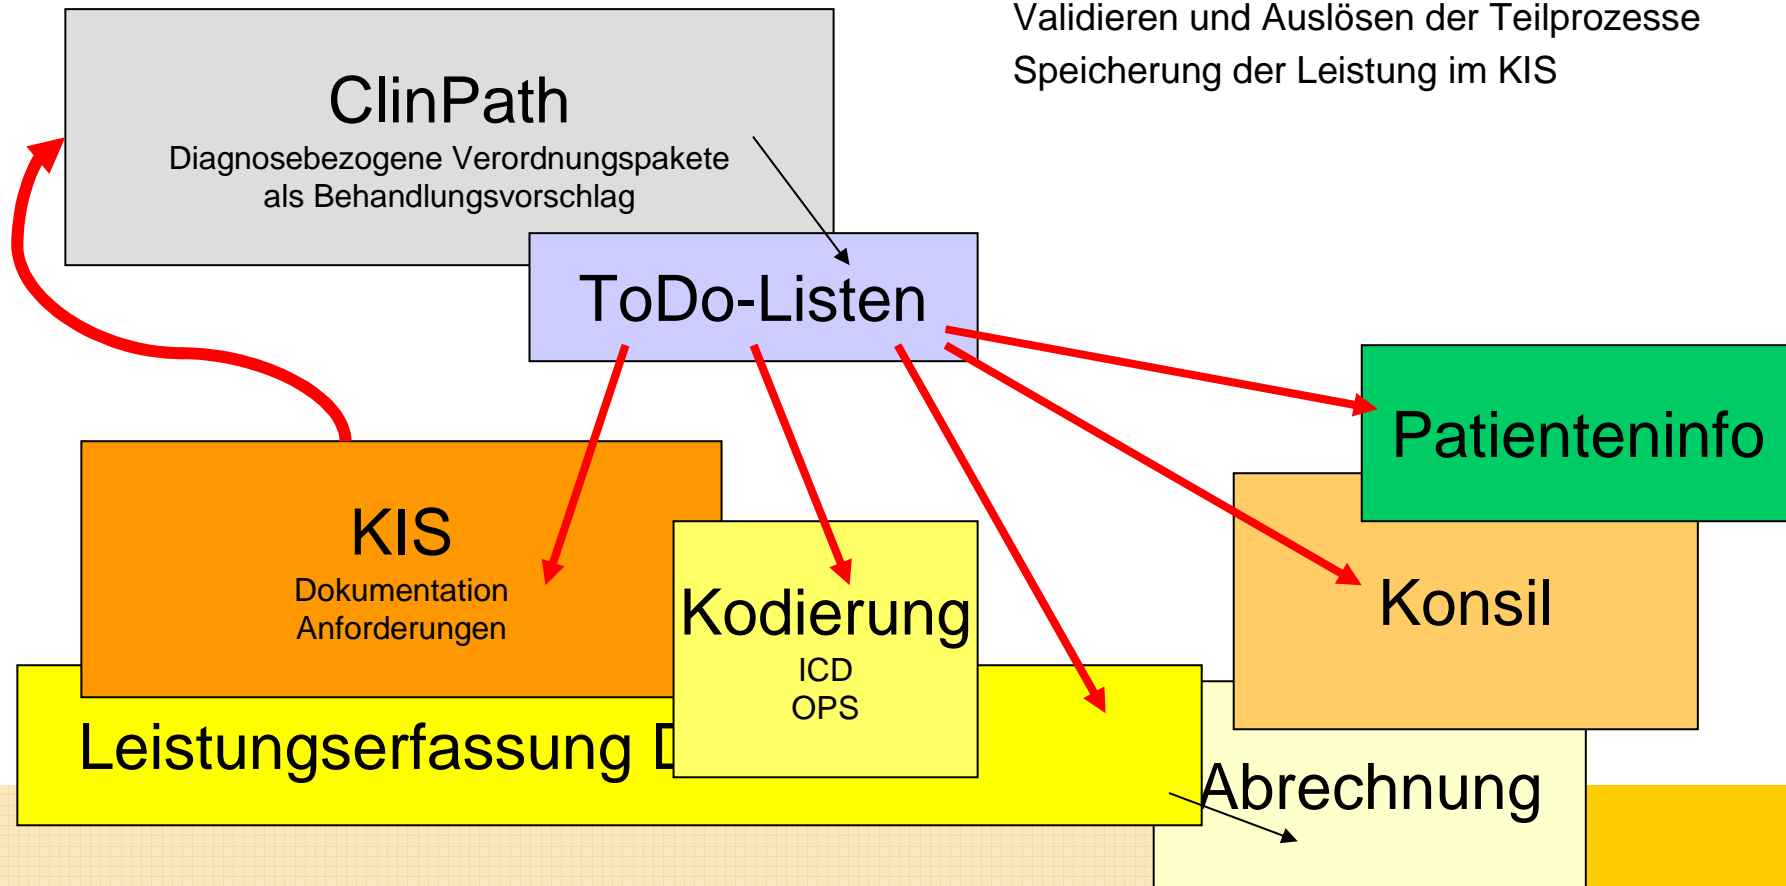 Validieren und Auslösen der Teilprozesse
Speicherung der Leistung im KIS
ClinPath
Diagnosebezogene Verordnungspakete
als Behandlungsvorschlag
ToDo-Listen
Patienteninfo
KIS
Dokumentation
Anforderungen
Kodierung
ICD
OPS
Konsil
Leistungserfassung
Abrechnung